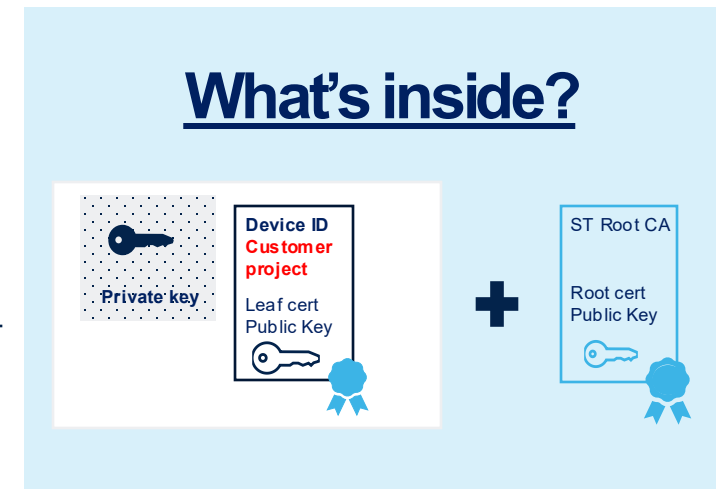 What's inside?
Private key
Device ID
Customer
project
Leaf cert
Public Key
ST Root CA
Root cert
Public Key